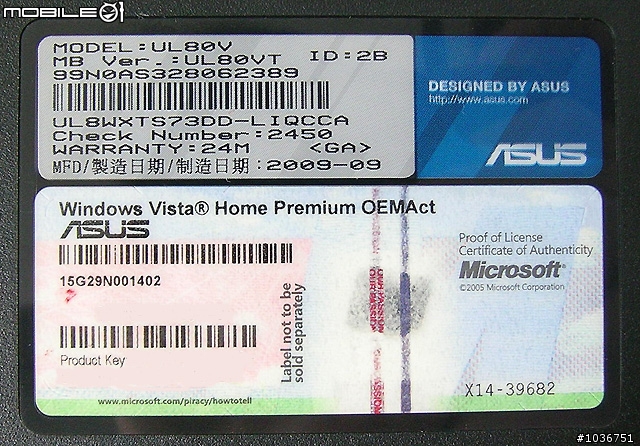 MOBILE01
MODEL:UL80V
MB Ver.:UL80VT ID:2B
99N0AS328062389
UL8WXTS73DD-LIQCCA
Check Number:2450
WARRANTY:24M <GA>
MFD/製造日期/制造日期:2009-09
DESIGNED BY ASUS
http://www.asus.com
ASUS
Windows Vista® Home Premium OEMAct
ASUS
15G29N001402
Product Key
Label not to be
sold separately
www.microsoft.com/piracy/howtotell
Proof of License
Certificate of Authenticity
Microsoft®
©2005 Microsoft Corporation
X14-39682
#1036751